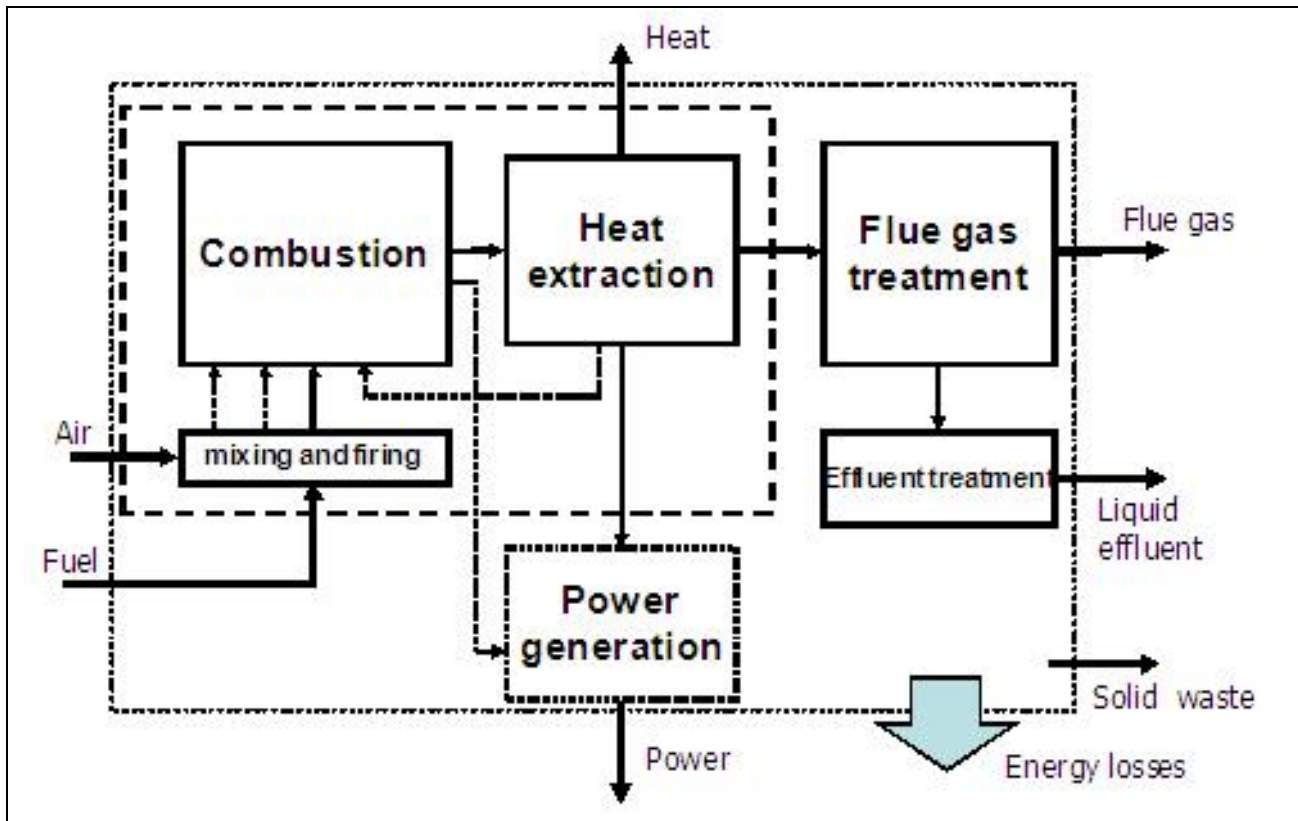 Heat
Combustion
Heat
extraction
Flue gas
treatment
Flue gas
Air
mixing and firing
Effluent treatment
Liquid
effluent
Fuel
Power
generation
Solid waste
Power
Energy losses